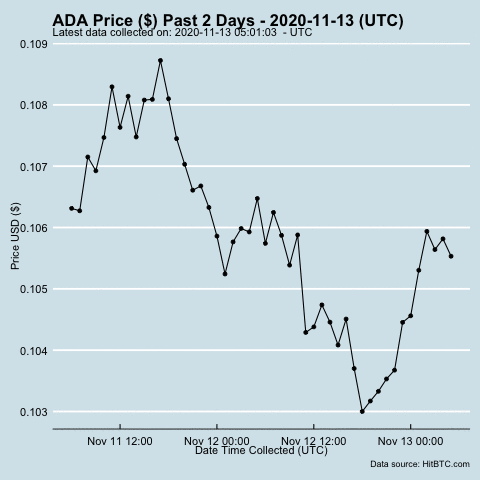 ADA Price ($) Past 2 Days - 2020-11-13 (UTC)
Latest data collected on: 2020-11-13 05:01:03 - UTC
0.109
0.108
0.107
0.106
0.105
0.104
0.103
Price USD ($)
Nov 11 12:00 Nov 12 00:00 Nov 12 12:00 Nov 13 00:00
Date Time Collected (UTC)
Data source: HitBTC.com